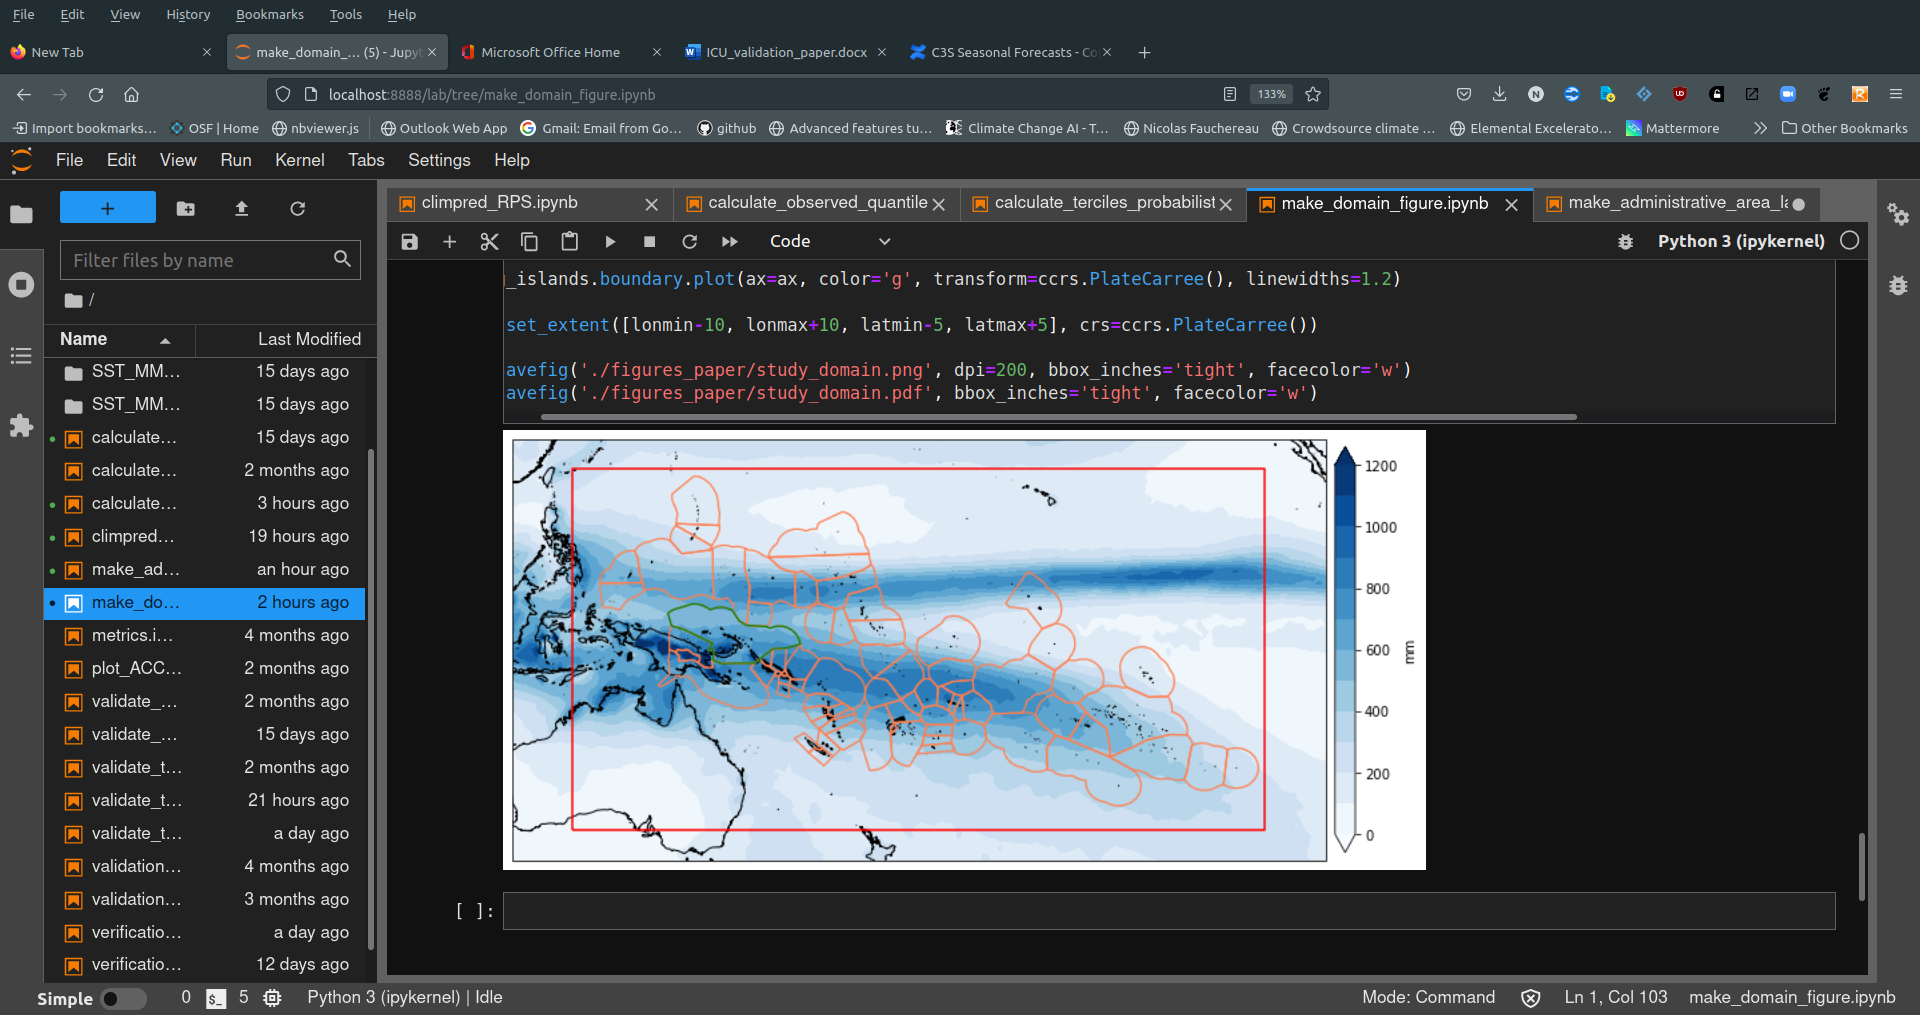 File Edit View History Bookmarks Tools Help
New Tab make_domain_… (5) - Jupyt Microsoft Office Home ICU_validation_paper.docx C3S Seasonal Forecasts - Co
localhost:8888/lab/tree/make_domain_figure.ipynb 133%
Import bookmarks… OSF | Home nbviewer.js Outlook Web App Gmail: Email from Go… github Advanced features tu… Climate Change AI - T… Nicolas Fauchereau Crowdsource climate … Elemental Excelerato… Mattermore Other Bookmarks
File Edit View Run Kernel Tabs Settings Help
climpred_RPS.ipynb calculate_observed_quantile calculate_terciles_probabilist make_domain_figure.ipynb make_administrative_area_la
Code Python 3 (ipykernel)
Filter files by name
/
Name Last Modified
SST_MM… 15 days ago
SST_MM… 15 days ago
calculate… 15 days ago
calculate… 2 months ago
calculate… 3 hours ago
climpred… 19 hours ago
make_ad… an hour ago
make_do… 2 hours ago
metrics.i… 4 months ago
plot_ACC… 2 months ago
validate_… 2 months ago
validate_… 15 days ago
validate_t… 2 months ago
validate_t… 21 hours ago
validate_t… a day ago
validation… 4 months ago
validation… 3 months ago
verificatio… a day ago
verificatio… 12 days ago
_islands.boundary.plot(ax=ax, color='g', transform=ccrs.PlateCarree(), linewidths=1.2)
set_extent([lonmin-10, lonmax+10, latmin-5, latmax+5], crs=ccrs.PlateCarree())
avefig('./figures_paper/study_domain.png', dpi=200, bbox_inches='tight', facecolor='w')
avefig('./figures_paper/study_domain.pdf', bbox_inches='tight', facecolor='w')
1200
1000
800
600
mm
400
200
0
[ ]:
Simple 0 $_ 5 Python 3 (ipykernel) | Idle Mode: Command Ln 1, Col 103 make_domain_figure.ipynb